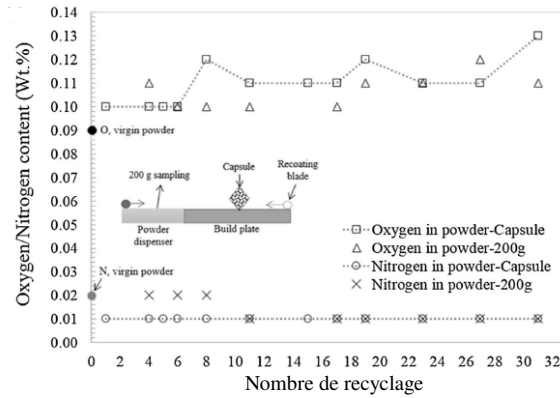 0.14
0.13
0.12
0.11
0.10
0.09
0.08
0.07
0.06
0.05
0.04
0.03
0.02
0.01
0.00
Oxygen/Nitrogen content (Wt.%)
O, virgin powder
200 g sampling
Capsule
Recoating
blade
Powder
dispenser
Build plate
N, virgin powder
Oxygen in powder-Capsule
Oxygen in powder-200g
Nitrogen in powder-Capsule
Nitrogen in powder-200g
0 2 4 6 8 10 12 14 16 18 20 22 24 26 28 30 32
Nombre de recyclage